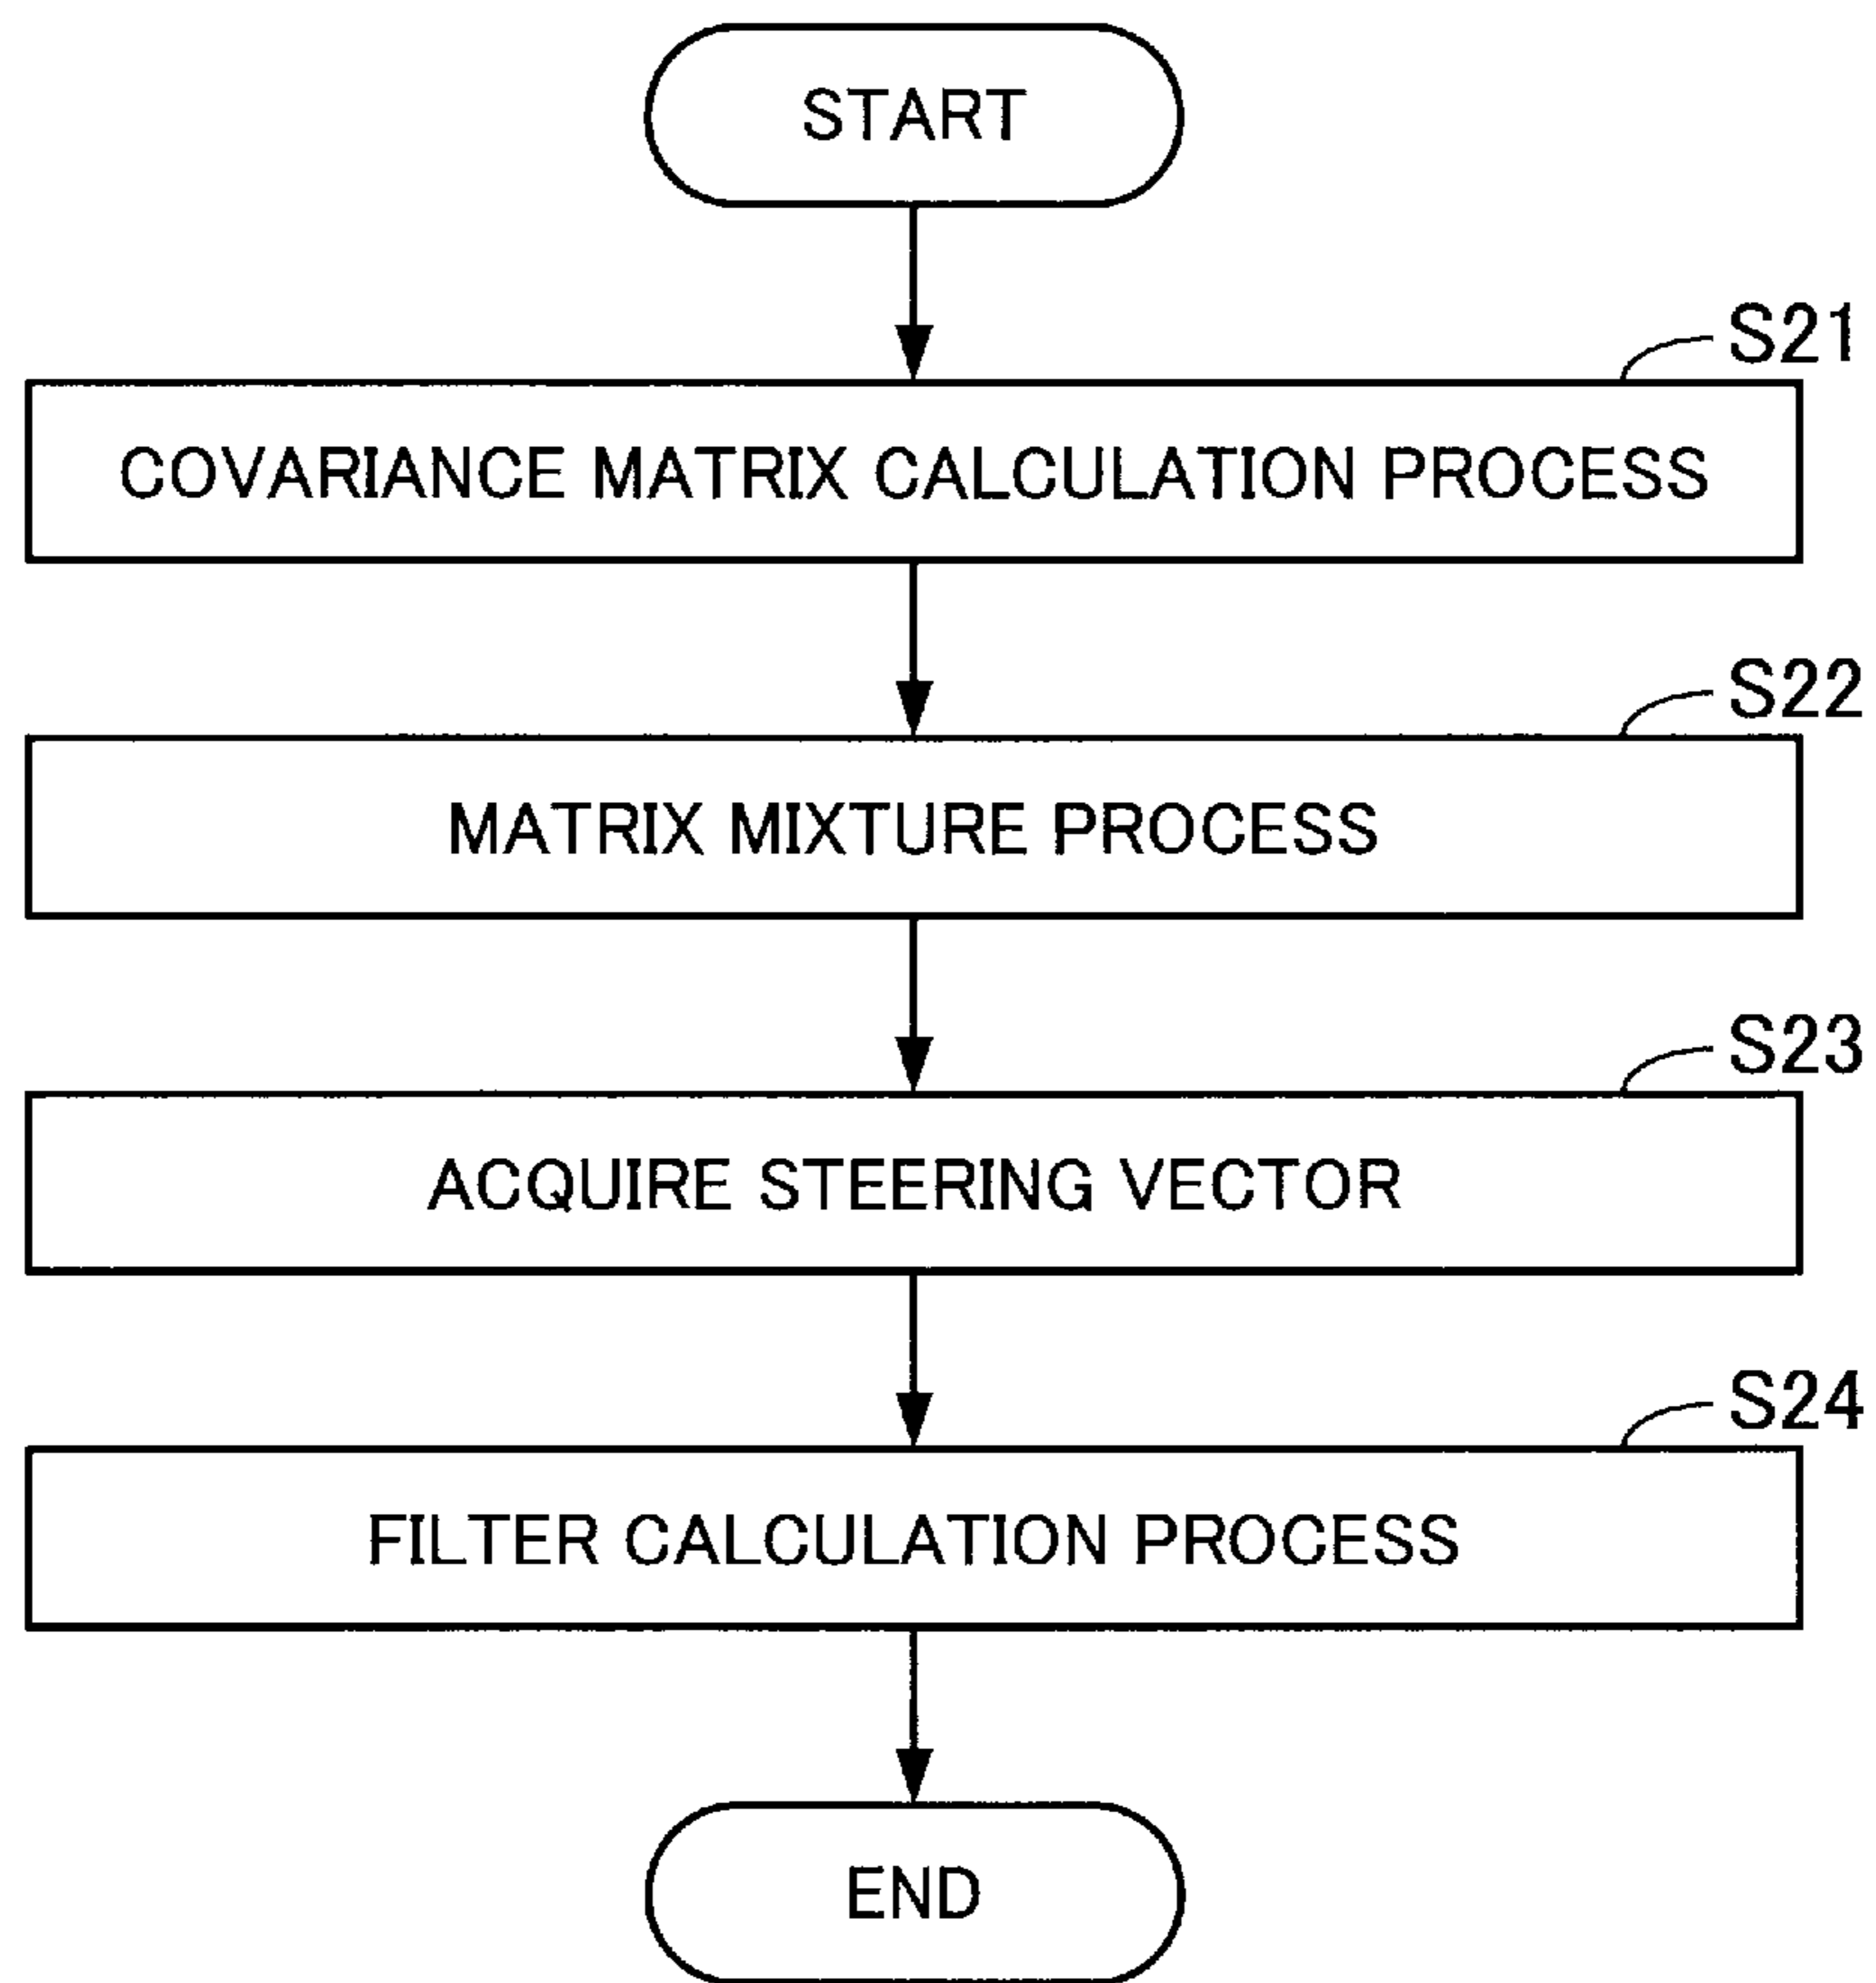 START
S21
COVARIANCE MATRIX CALCULATION PROCESS
S22
MATRIX MIXTURE PROCESS
S23
ACQUIRE STEERING VECTOR
S24
FILTER CALCULATION PROCESS
END